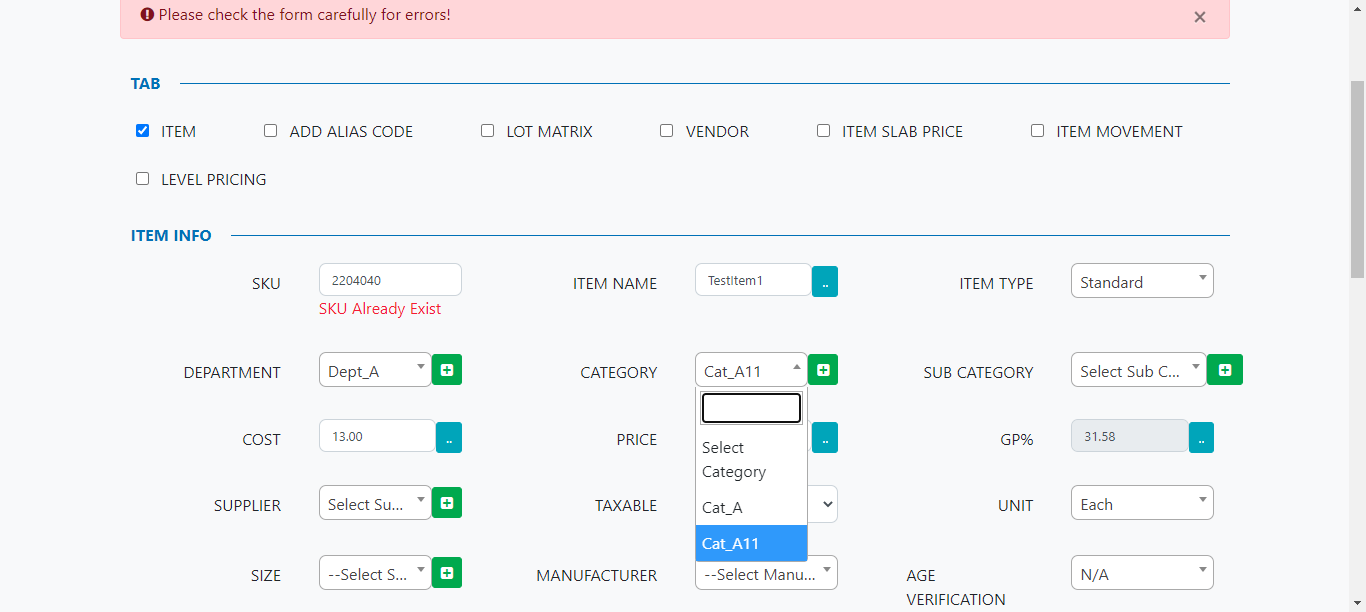 Please check the form carefully for errors!
×
TAB
ITEM ADD ALIAS CODE LOT MATRIX VENDOR ITEM SLAB PRICE ITEM MOVEMENT
LEVEL PRICING
ITEM INFO
SKU 2204040 ITEM NAME TestItem1 .. ITEM TYPE Standard
SKU Already Exist
DEPARTMENT Dept_A CATEGORY Cat_A11 SUB CATEGORY Select Sub C...
COST 13.00 .. PRICE .. GP% 31.58 ..
Select
Category
SUPPLIER Select Su... TAXABLE Cat_A UNIT Each
Cat_A11
SIZE --Select S... MANUFACTURER --Select Manu... AGE N/A
VERIFICATION